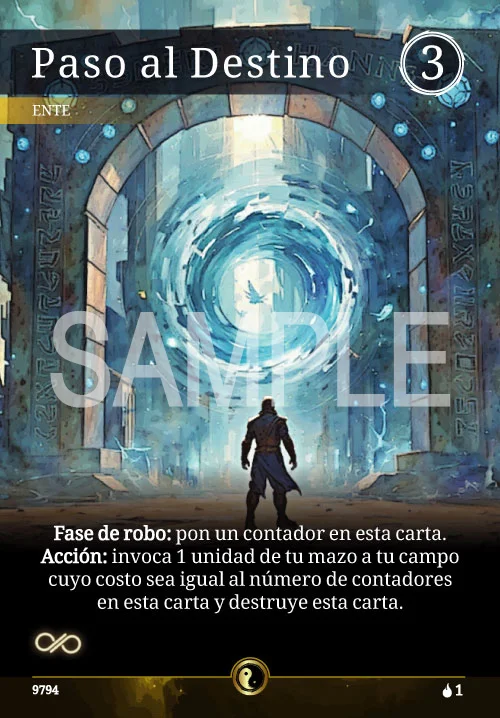 Paso al Destino
3
ENTE
SAMPLE
Fase de robo: pon un contador en esta carta.
Acción: invoca 1 unidad de tu mazo a tu campo
cuyo costo sea igual al número de contadores
en esta carta y destruye esta carta.
9794
1